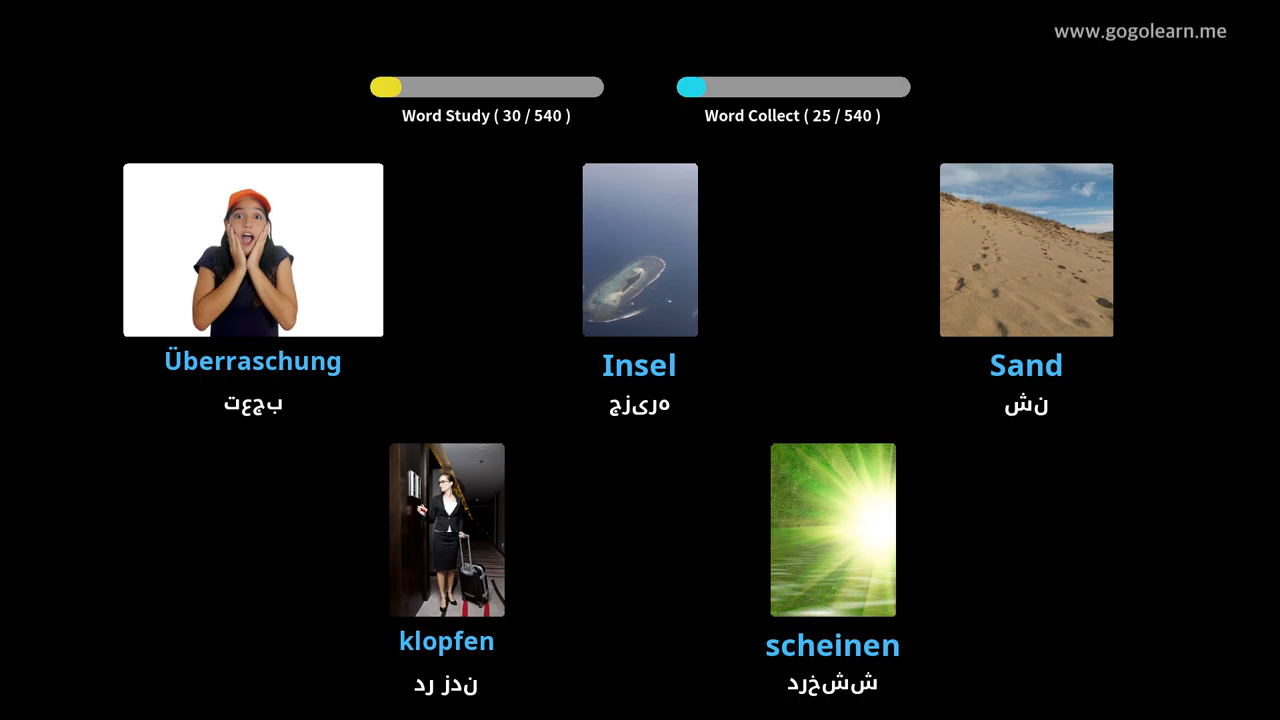 www.gogolearn.me
Word Study ( 30 / 540 )
Word Collect ( 25 / 540 )
Überraschung
بجعت
Insel
هریزج
Sand
نش
klopfen
ندز رد
scheinen
ششخرد